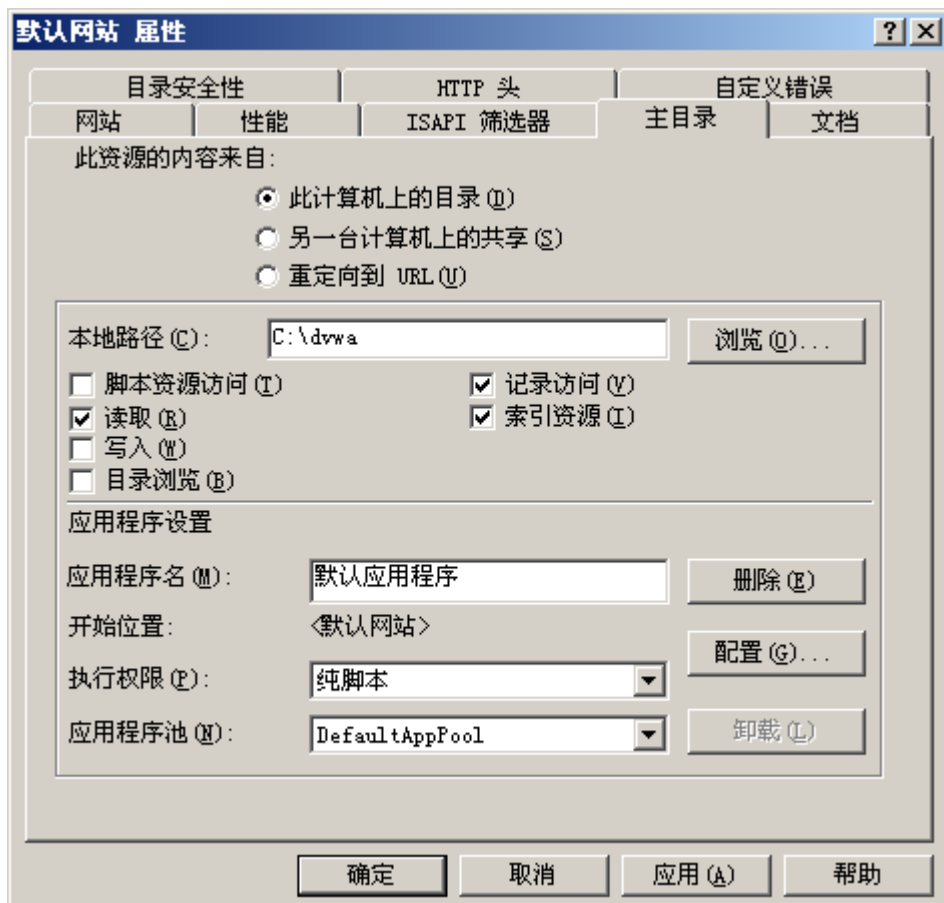 默认网站 属性
目录安全性 HTTP 头 自定义错误
网站 性能 ISAPI 筛选器 主目录 文档
此资源的内容来自:
此计算机上的目录(D)
另一台计算机上的共享(S)
重定向到 URL(U)
本地路径(C): C:\dvwa 浏览(O)...
脚本资源访问(T) 记录访问(V)
读取(R) 索引资源(I)
写入(W)
目录浏览(B)
应用程序设置
应用程序名(M): 默认应用程序 删除(E)
开始位置: <默认网站>
配置(G)...
执行权限(P): 纯脚本
应用程序池(N): DefaultAppPool 卸载(L)
确定 取消 应用(A) 帮助